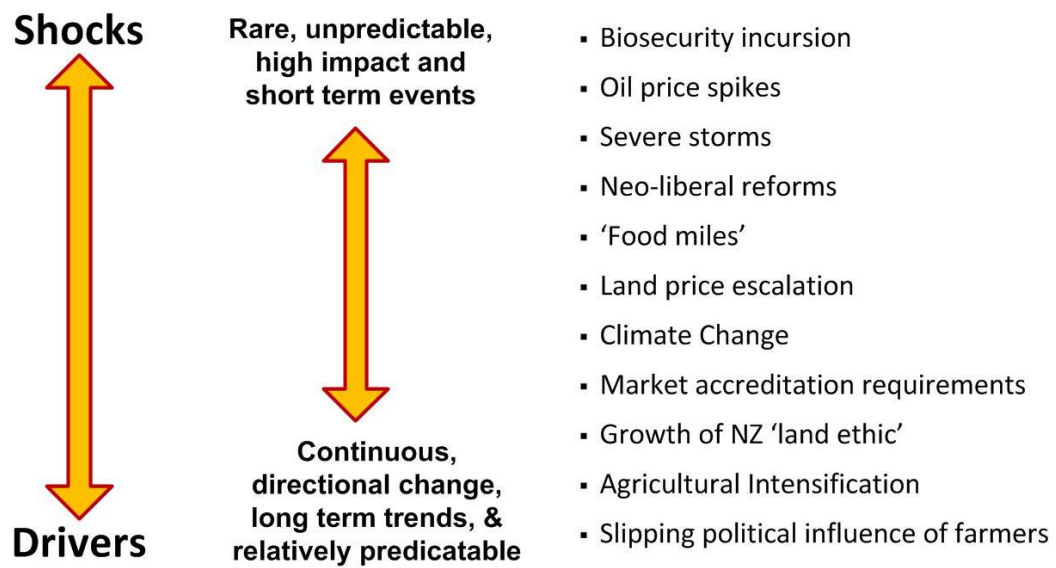 Shocks
Rare, unpredictable,
high impact and
short term events
Continuous,
directional change,
long term trends, &
relatively predicatable
Drivers
▪ Biosecurity incursion
▪ Oil price spikes
▪ Severe storms
▪ Neo-liberal reforms
▪ ‘Food miles’
▪ Land price escalation
▪ Climate Change
▪ Market accreditation requirements
▪ Growth of NZ ‘land ethic’
▪ Agricultural Intensification
▪ Slipping political influence of farmers